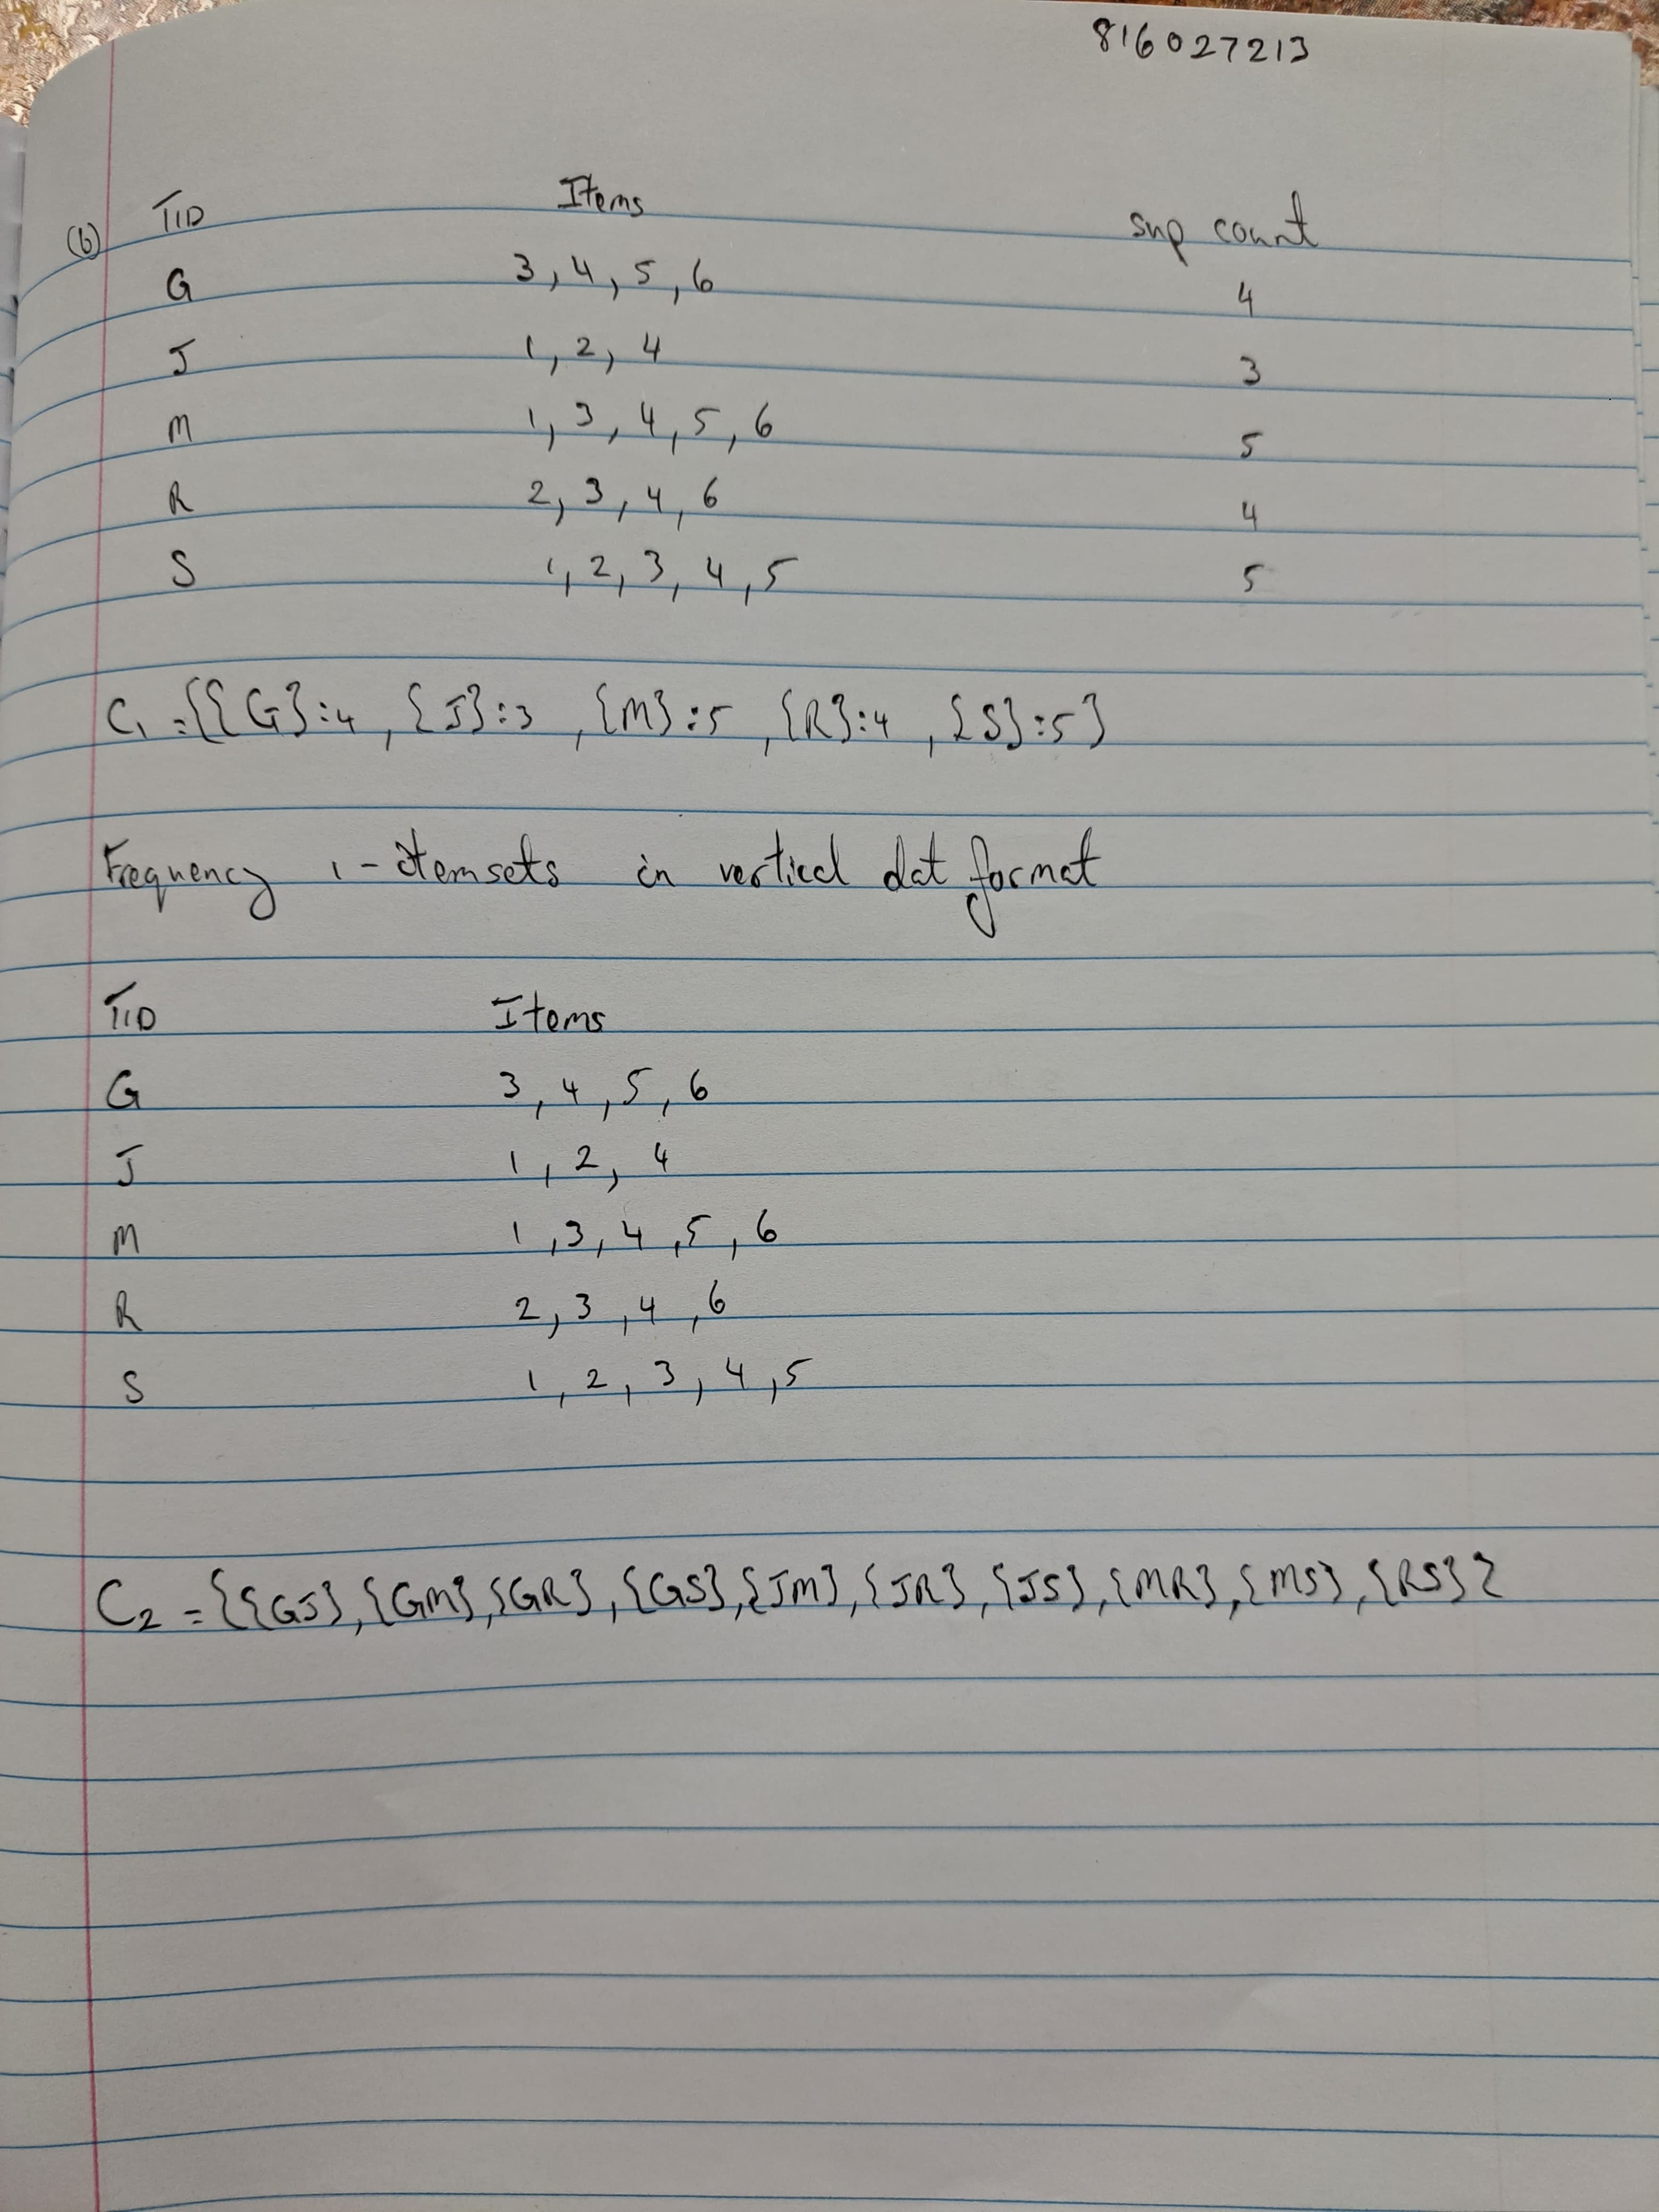 816027213
(b) TID Items sup count
G 3, 4, 5, 6 4
J 1, 2, 4 3
M 1, 3, 4, 5, 6 5
R 2, 3, 4, 6 4
S 1, 2, 3, 4, 5 5
C₁ = {{G}:4, {J}:3, {M}:5, {R}:4, {S}:5}
Frequency 1-itemsets in vertical dat format
TID Items
G 3, 4, 5, 6
J 1, 2, 4
M 1, 3, 4, 5, 6
R 2, 3, 4, 6
S 1, 2, 3, 4, 5
C₂ = {{GJ}, {GM}, {GR}, {GS}, {JM}, {JR}, {JS}, {MR}, {MS}, {RS}}